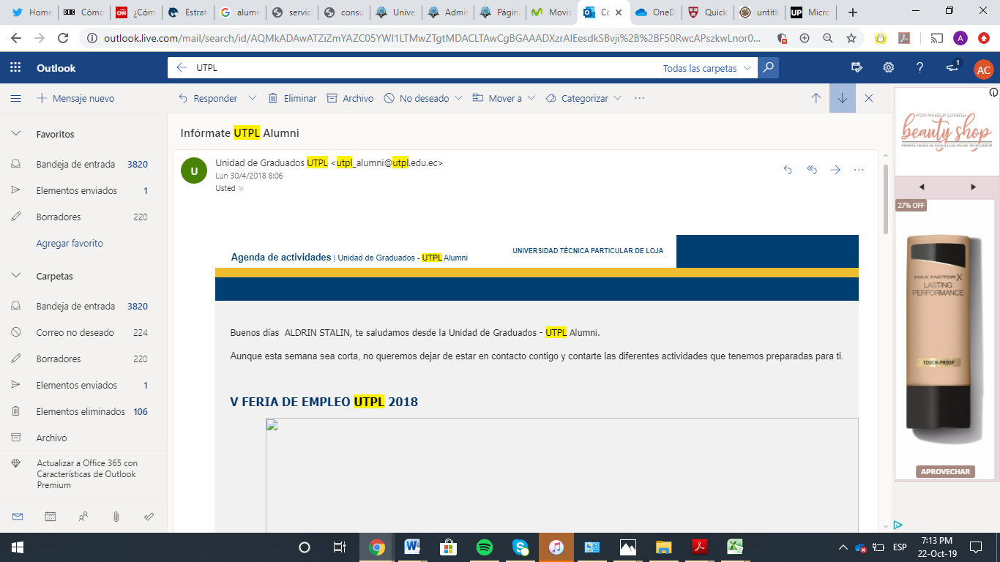 Home
Cómc
¿Cóm
Estrat
alumr
servic
consu
Unive
Admis
Página
Movis
Co
OneD
Quick
untitle
Micro
outlook.live.com/mail/search/id/
Outlook
UTPL
Todas las carpetas
1
AC
Mensaje nuevo
Responder
Eliminar
Archivo
No deseado
Mover a
Categorizar
Favoritos
Bandeja de entrada 3820
Elementos enviados 1
Borradores 220
Agregar favorito
Carpetas
Bandeja de entrada 3820
Correo no deseado 224
Borradores 220
Elementos enviados 1
Elementos eliminados 106
Archivo
Actualizar a Office 365 con
Características de Outlook
Premium
Infórmate UTPL Alumni
U
Unidad de Graduados UTPL <utpl_alumni@utpl.edu.ec>
Lun 30/4/2018 8:06
Usted
Agenda de actividades | Unidad de Graduados - UTPL Alumni
UNIVERSIDAD TÉCNICA PARTICULAR DE LOJA
Buenos días ALDRIN STALIN, te saludamos desde la Unidad de Graduados - UTPL Alumni.
Aunque esta semana sea corta, no queremos dejar de estar en contacto contigo y contarte las diferentes actividades que tenemos preparadas para ti.
V FERIA DE EMPLEO UTPL 2018
•FOR MAKEUP LOVERS•
beauty shop
PRIMERA TIENDA DE MAQUILLAJE ONLINE EN ECUADOR
27% OFF
MAX FACTOR X
LASTING
PERFORMANCE
TOUCH-PROOF
APROVECHAR
ESP
7:13 PM
22-Oct-19